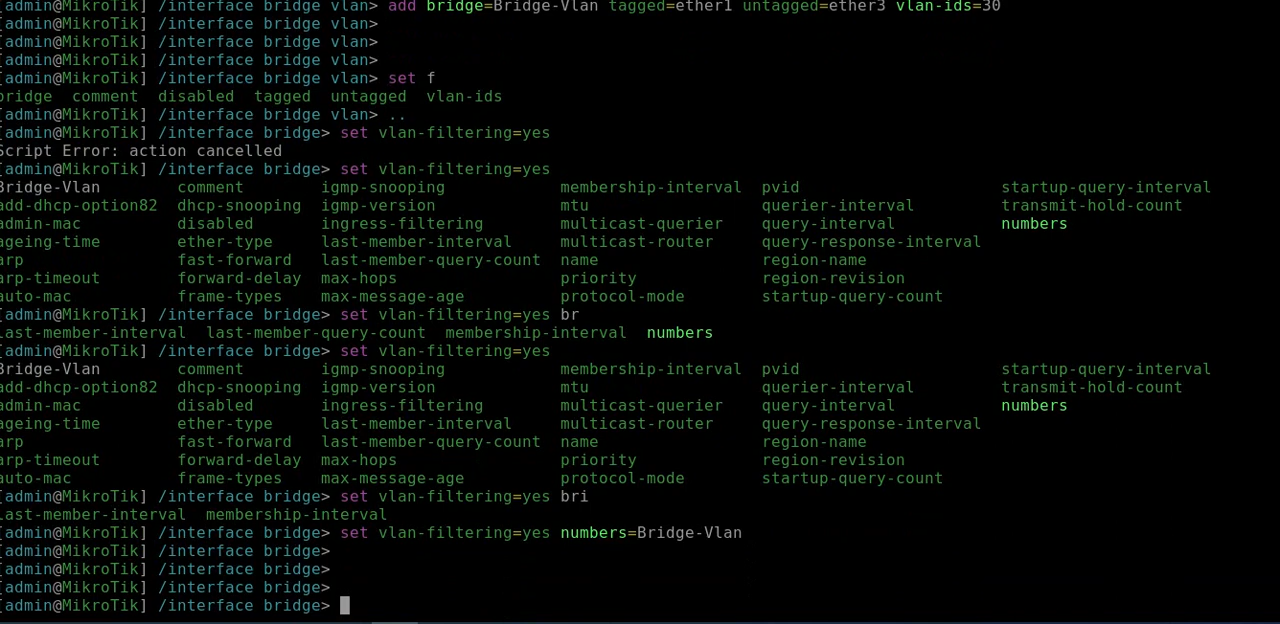 [admin@MikroTik] /interface bridge vlan> add bridge=Bridge-Vlan tagged=ether1 untagged=ether3 vlan-ids=30
[admin@MikroTik] /interface bridge vlan>
[admin@MikroTik] /interface bridge vlan>
[admin@MikroTik] /interface bridge vlan>
[admin@MikroTik] /interface bridge vlan> set f
bridge  comment  disabled  tagged  untagged  vlan-ids
[admin@MikroTik] /interface bridge vlan> ..
[admin@MikroTik] /interface bridge> set vlan-filtering=yes
Script Error: action cancelled
[admin@MikroTik] /interface bridge> set vlan-filtering=yes
Bridge-Vlan        comment        igmp-snooping            membership-interval  pvid                     startup-query-interval
add-dhcp-option82  dhcp-snooping  igmp-version             mtu                  querier-interval         transmit-hold-count
admin-mac          disabled       ingress-filtering        multicast-querier    query-interval           numbers
ageing-time        ether-type     last-member-interval     multicast-router     query-response-interval
arp                fast-forward   last-member-query-count  name                 region-name
arp-timeout        forward-delay  max-hops                 priority             region-revision
auto-mac           frame-types    max-message-age          protocol-mode        startup-query-count
[admin@MikroTik] /interface bridge> set vlan-filtering=yes br
last-member-interval  last-member-query-count  membership-interval  numbers
[admin@MikroTik] /interface bridge> set vlan-filtering=yes
Bridge-Vlan        comment        igmp-snooping            membership-interval  pvid                     startup-query-interval
add-dhcp-option82  dhcp-snooping  igmp-version             mtu                  querier-interval         transmit-hold-count
admin-mac          disabled       ingress-filtering        multicast-querier    query-interval           numbers
ageing-time        ether-type     last-member-interval     multicast-router     query-response-interval
arp                fast-forward   last-member-query-count  name                 region-name
arp-timeout        forward-delay  max-hops                 priority             region-revision
auto-mac           frame-types    max-message-age          protocol-mode        startup-query-count
[admin@MikroTik] /interface bridge> set vlan-filtering=yes bri
last-member-interval  membership-interval
[admin@MikroTik] /interface bridge> set vlan-filtering=yes numbers=Bridge-Vlan
[admin@MikroTik] /interface bridge>
[admin@MikroTik] /interface bridge>
[admin@MikroTik] /interface bridge>
[admin@MikroTik] /interface bridge>